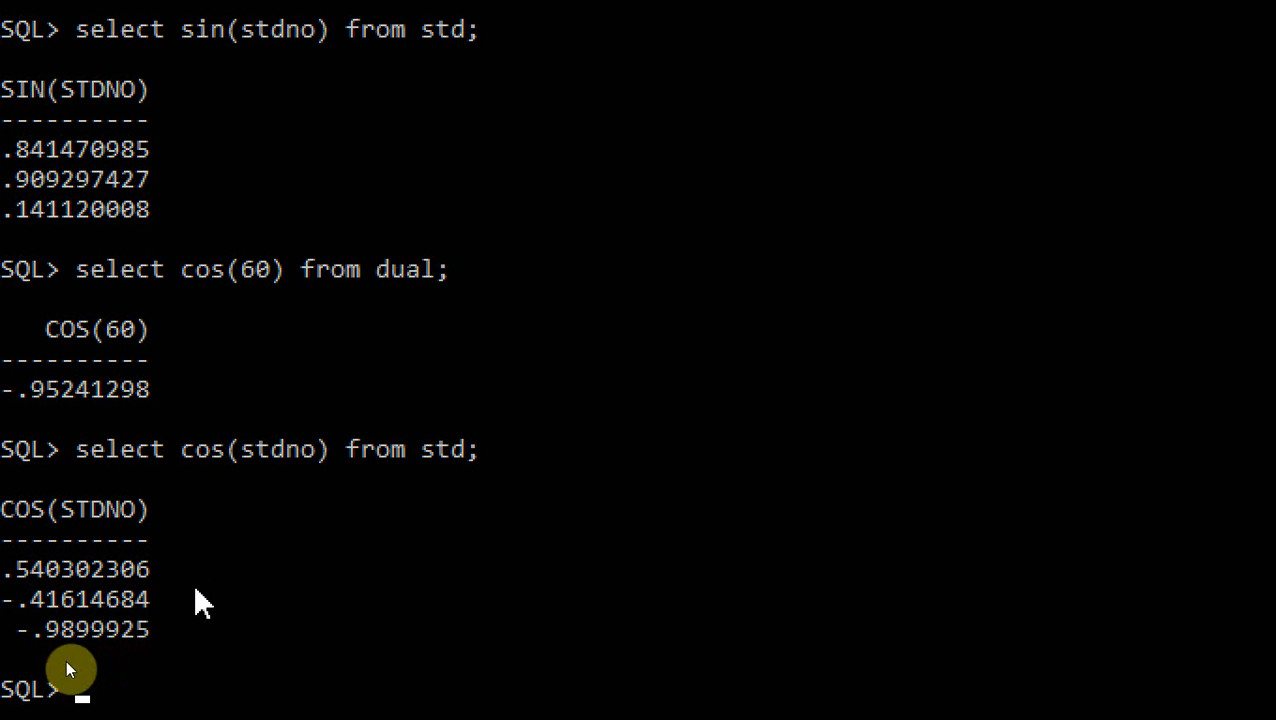 SQL> select sin(stdno) from std;
SIN(STDNO)
----------
.841470985
.909297427
.141120008
SQL> select cos(60) from dual;
COS(60)
----------
-.95241298
SQL> select cos(stdno) from std;
COS(STDNO)
----------
.540302306
-.41614684
-.9899925
SQL>